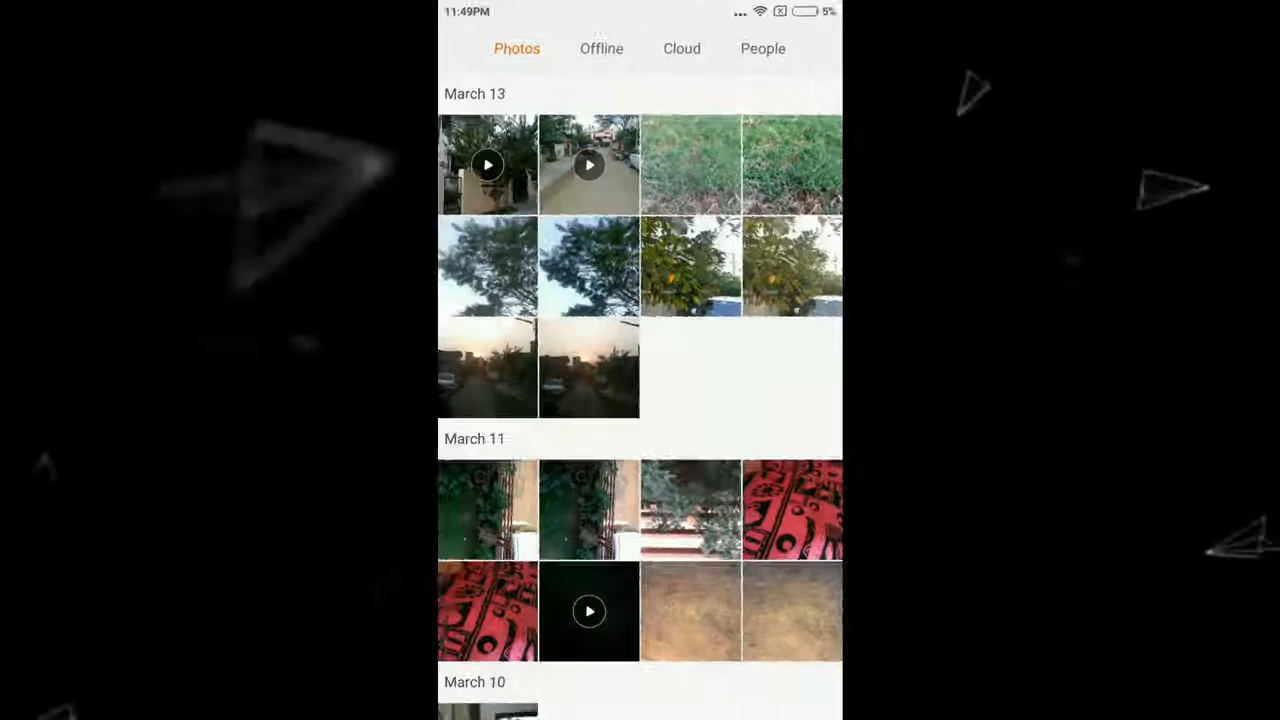 11:49PM ... 5%
Photos Offline Cloud People
March 13
March 11
March 10